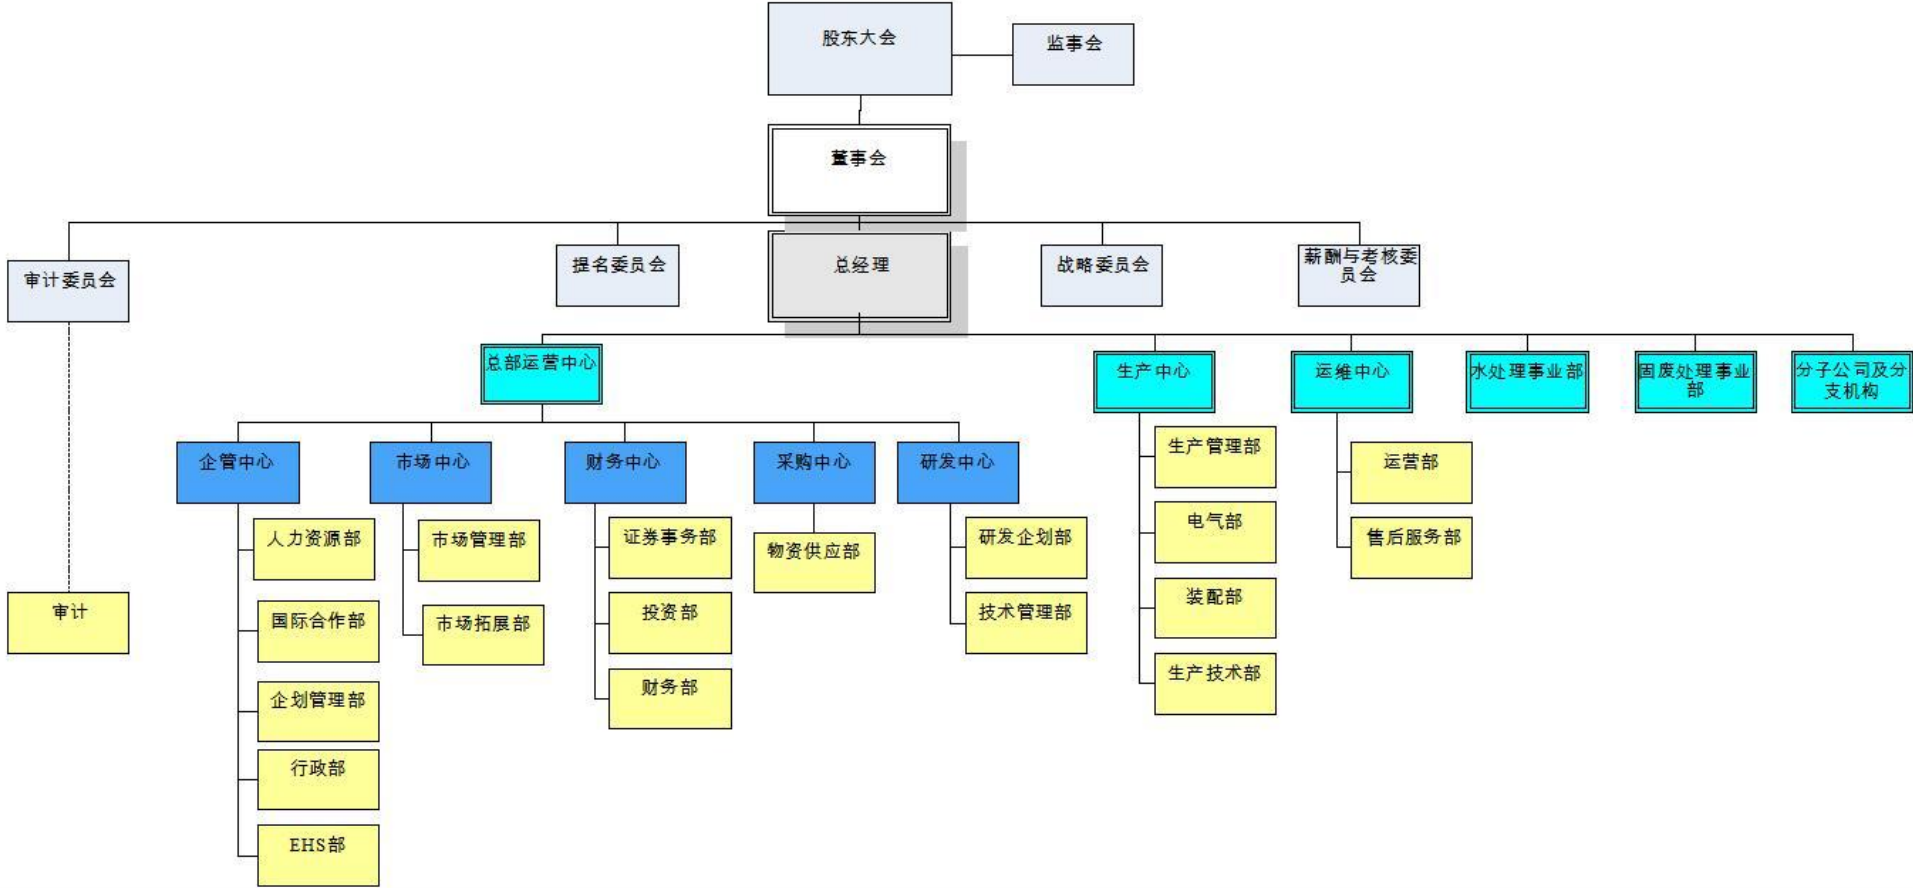 股东大会
监事会
董事会
审计委员会
提名委员会
总经理
战略委员会
薪酬与考核委
员会
总部运营中心
生产中心
运维中心
水处理事业部
固废处理事业
部
分子公司及分
支机构
企管中心
市场中心
财务中心
采购中心
研发中心
生产管理部
运营部
人力资源部
市场管理部
证券事务部
物资供应部
研发企划部
电气部
售后服务部
审计
国际合作部
市场拓展部
投资部
技术管理部
装配部
企划管理部
财务部
生产技术部
行政部
EHS部